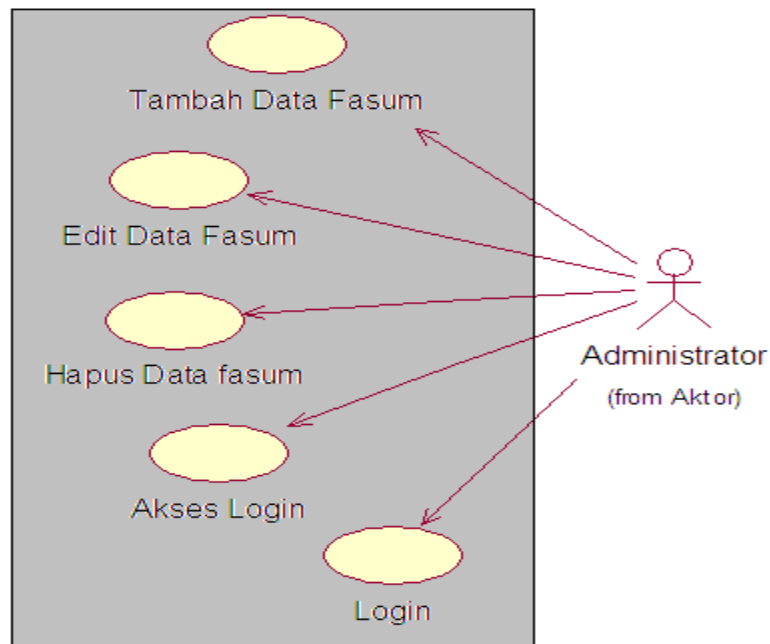 Tambah Data Fasum
Edit Data Fasum
Hapus Data fasum
Akses Login
Login
Administrator
(from Aktor)